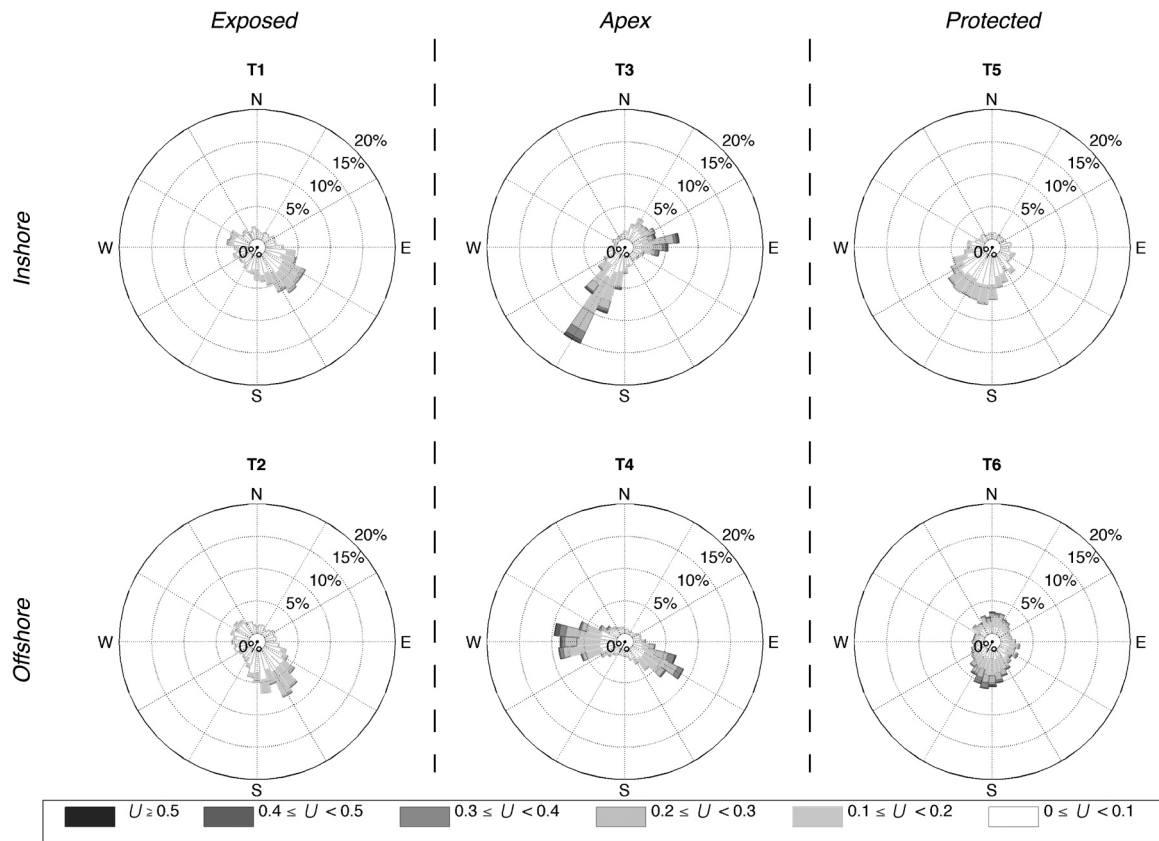 Exposed Apex Protected
T1 T3 T5
N N N
20% 20% 20%
15% 15% 15%
10% 10% 10%
5% 5% 5%
Inshore
W 0% E W 0% E W 0% E
S S S
T2 T4 T6
N N N
20% 20% 20%
15% 15% 15%
10% 10% 10%
5% 5% 5%
Offshore
W 0% E W 0% E W 0% E
S S S
U ≥ 0.5 0.4 ≤ U < 0.5 0.3 ≤ U < 0.4 0.2 ≤ U < 0.3 0.1 ≤ U < 0.2 0 ≤ U < 0.1